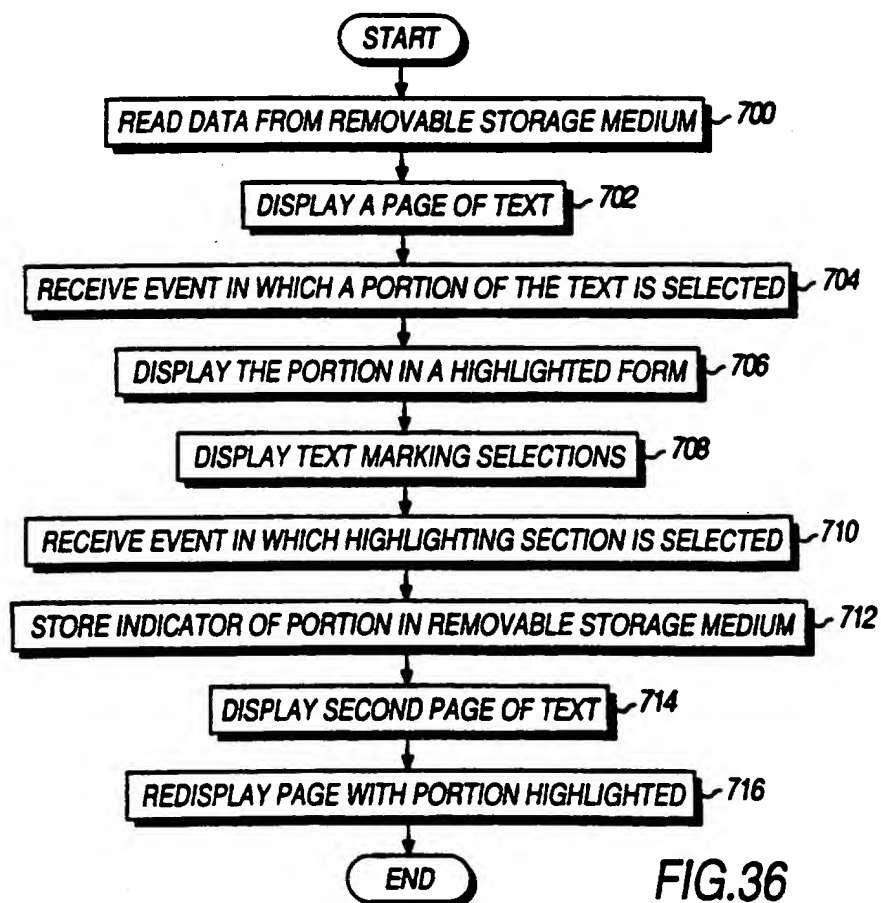 START
READ DATA FROM REMOVABLE STORAGE MEDIUM 700
DISPLAY A PAGE OF TEXT 702
RECEIVE EVENT IN WHICH A PORTION OF THE TEXT IS SELECTED 704
DISPLAY THE PORTION IN A HIGHLIGHTED FORM 706
DISPLAY TEXT MARKING SELECTIONS 708
RECEIVE EVENT IN WHICH HIGHLIGHTING SECTION IS SELECTED 710
STORE INDICATOR OF PORTION IN REMOVABLE STORAGE MEDIUM 712
DISPLAY SECOND PAGE OF TEXT 714
REDISPLAY PAGE WITH PORTION HIGHLIGHTED 716
END
FIG.36